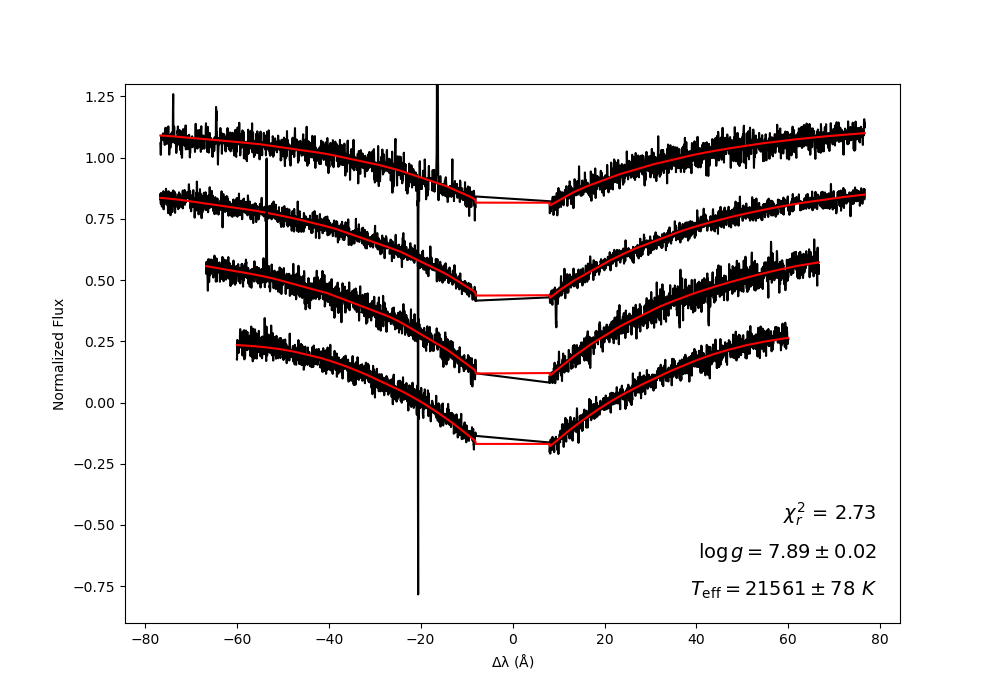 1.25
1.00
0.75
0.50
0.25
0.00
−0.25
−0.50
−0.75
Normalized Flux
χ²ᵣ = 2.73
log g = 7.89 ± 0.02
T_eff = 21561 ± 78 K
−80 −60 −40 −20 0 20 40 60 80
Δλ (Å)